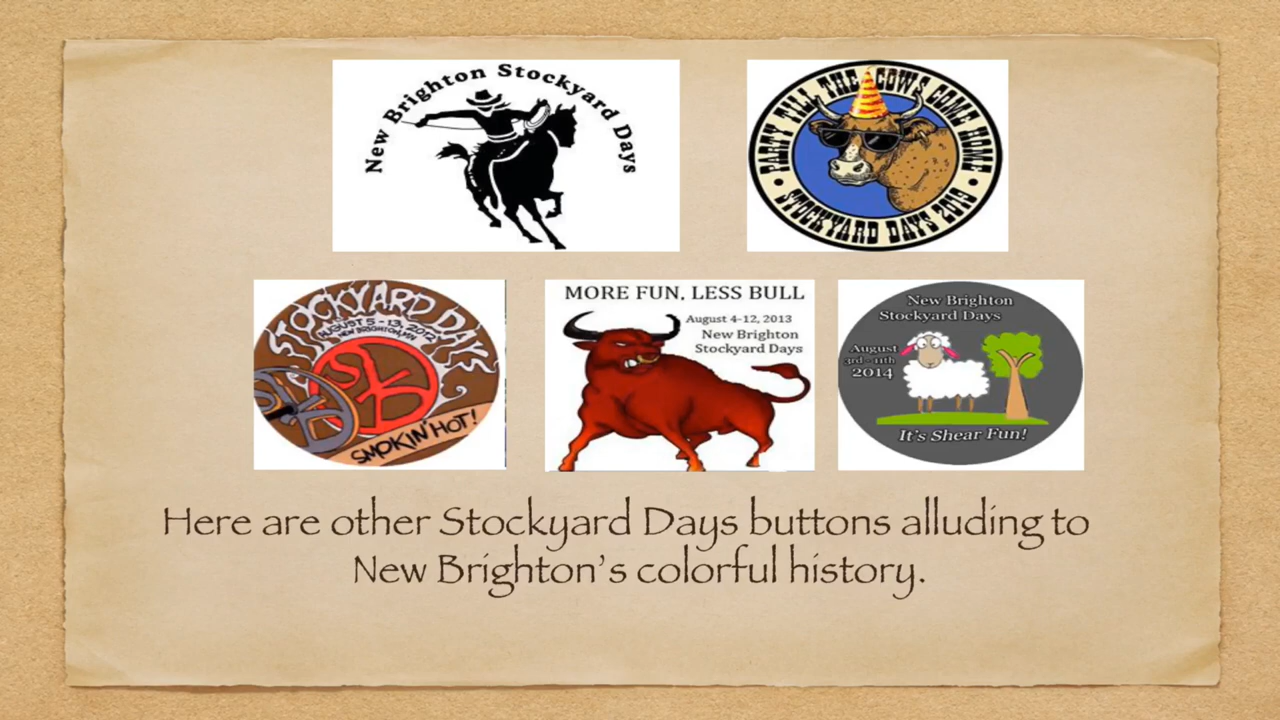 New Brighton Stockyard Days
PARTY TILL THE COWS COME HOME
STOCKYARD DAYS 2019
STOCKYARD DAYS
AUGUST 5 - 13, 2012
NEW BRIGHTON, MN
SMOKIN' HOT!
MORE FUN, LESS BULL
August 4-12, 2013
New Brighton
Stockyard Days
New Brighton
Stockyard Days
August
3rd - 11th
2014
It's Shear Fun!
Here are other Stockyard Days buttons alluding to
New Brighton's colorful history.